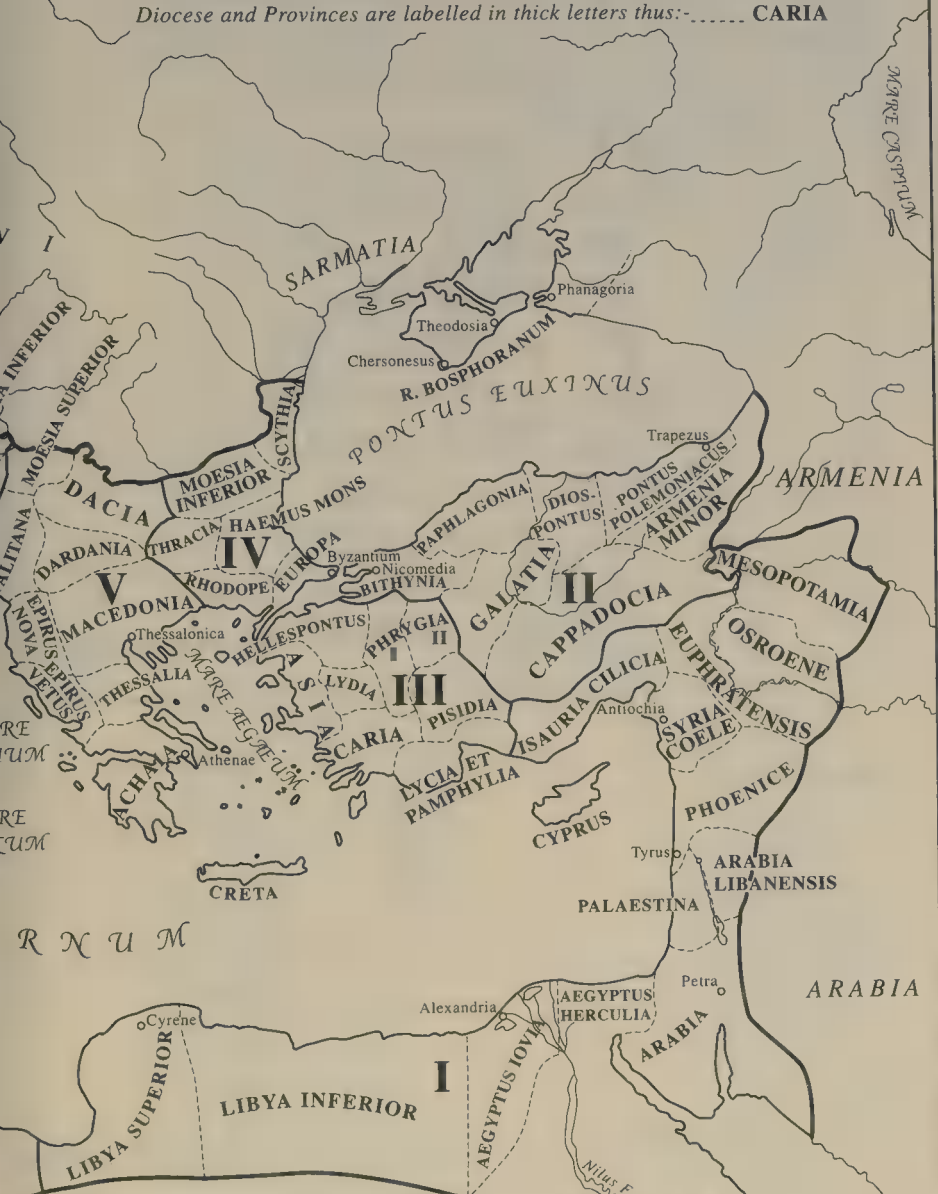 Diocese and Provinces are labelled in thick letters thus:-...... CARIA
MARE CASPIUM
V I
SARMATIA
Phanagoria
Theodosia
Chersonesus
R. BOSPHORANUM
PONTUS EUXINUS
INFERIOR
MOESIA SUPERIOR
SCYTHIA
DACIA
MOESIA
INFERIOR
HAEMUS MONS
THRACIA
IV
DARDANIA
V
RHODOPE
EUROPA
Byzantium
Nicomedia
BITHYNIA
PAPHLAGONIA
DIOS-
PONTUS
Trapezus
PONTUS
POLEMONIACUS
ARMENIA
MINOR
ARMENIA
MESOPOTAMIA
GALATIA
II
CAPPADOCIA
OSROENE
EPIRUS
NOVA
MACEDONIA
Thessalonica
HELLESPONTUS
PHRYGIA
I
II
EPIRUS
VETUS
THESSALIA
MARE AEGAEUM
ASIA
LYDIA
III
PISIDIA
CARIA
ISAURIA
CILICIA
EUPHRATENSIS
Antiochia
SYRIA
COELE
LYCIA ET
PAMPHYLIA
ACHAIA
Athenae
CYPRUS
PHOENICE
CRETA
Tyrus
ARABIA
LIBANENSIS
PALAESTINA
R N U M
Petra
ARABIA
ARABIA
Alexandria
AEGYPTUS
HERCULIA
AEGYPTUS IOVIA
Cyrene
LIBYA SUPERIOR
LIBYA INFERIOR
I
Nilus F